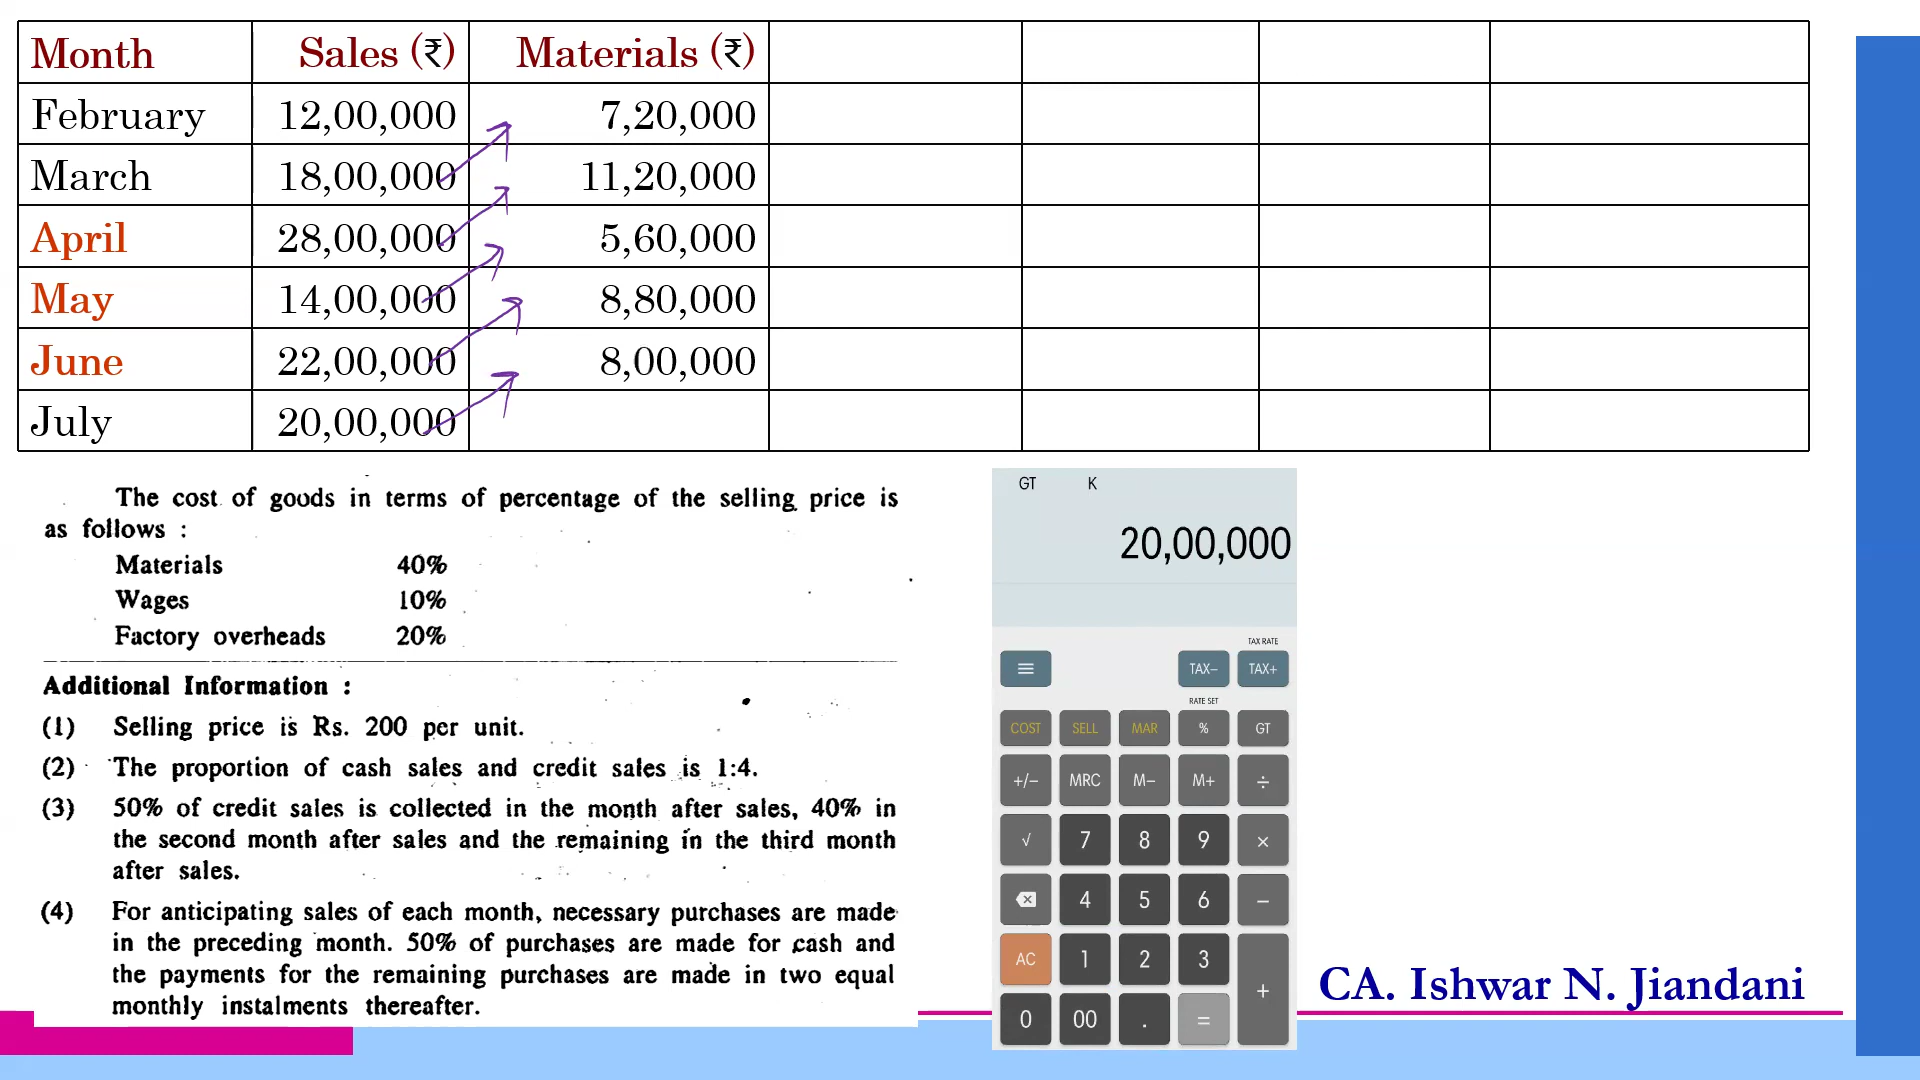 Month Sales (₹) Materials (₹)
February 12,00,000 7,20,000
March 18,00,000 11,20,000
April 28,00,000 5,60,000
May 14,00,000 8,80,000
June 22,00,000 8,00,000
July 20,00,000
The cost of goods in terms of percentage of the selling price is
as follows :
Materials 40%
Wages 10%
Factory overheads 20%
Additional Information :
(1) Selling price is Rs. 200 per unit.
(2) The proportion of cash sales and credit sales is 1:4.
(3) 50% of credit sales is collected in the month after sales, 40% in
the second month after sales and the remaining in the third month
after sales.
(4) For anticipating sales of each month, necessary purchases are made
in the preceding month. 50% of purchases are made for cash and
the payments for the remaining purchases are made in two equal
monthly instalments thereafter.
GT K
20,00,000
TAX RATE
TAX− TAX+
RATE SET
COST SELL MAR % GT
+/− MRC M− M+ ÷
√ 7 8 9 ×
4 5 6 −
AC 1 2 3 +
0 00 . =
CA. Ishwar N. Jiandani